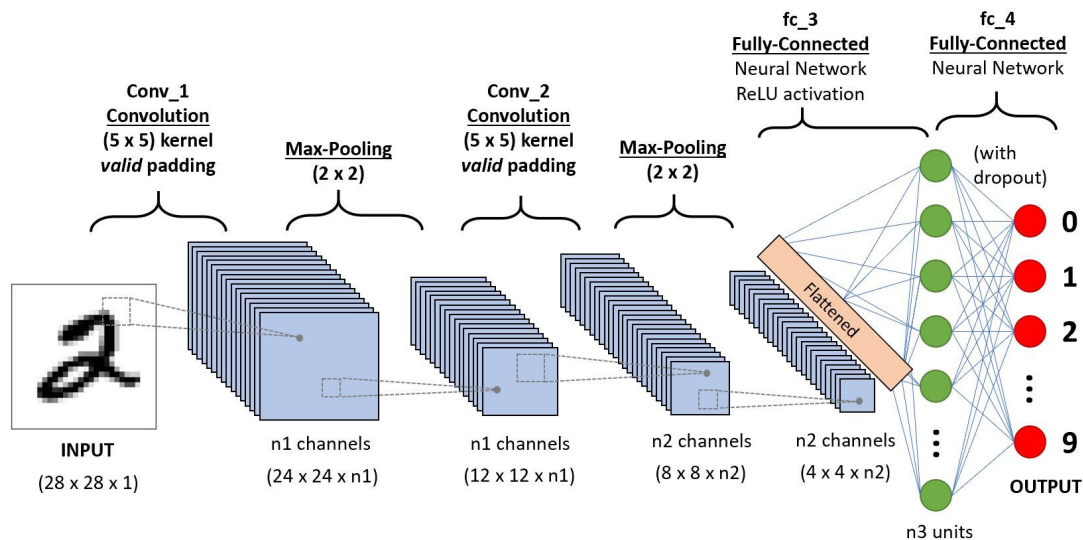 Conv_1
Convolution
(5 x 5) kernel
valid padding
Max-Pooling
(2 x 2)
Conv_2
Convolution
(5 x 5) kernel
valid padding
Max-Pooling
(2 x 2)
fc_3
Fully-Connected
Neural Network
ReLU activation
fc_4
Fully-Connected
Neural Network
(with
dropout)
2
Flattened
0
1
2
9
INPUT
(28 x 28 x 1)
n1 channels
(24 x 24 x n1)
n1 channels
(12 x 12 x n1)
n2 channels
(8 x 8 x n2)
n2 channels
(4 x 4 x n2)
n3 units
OUTPUT